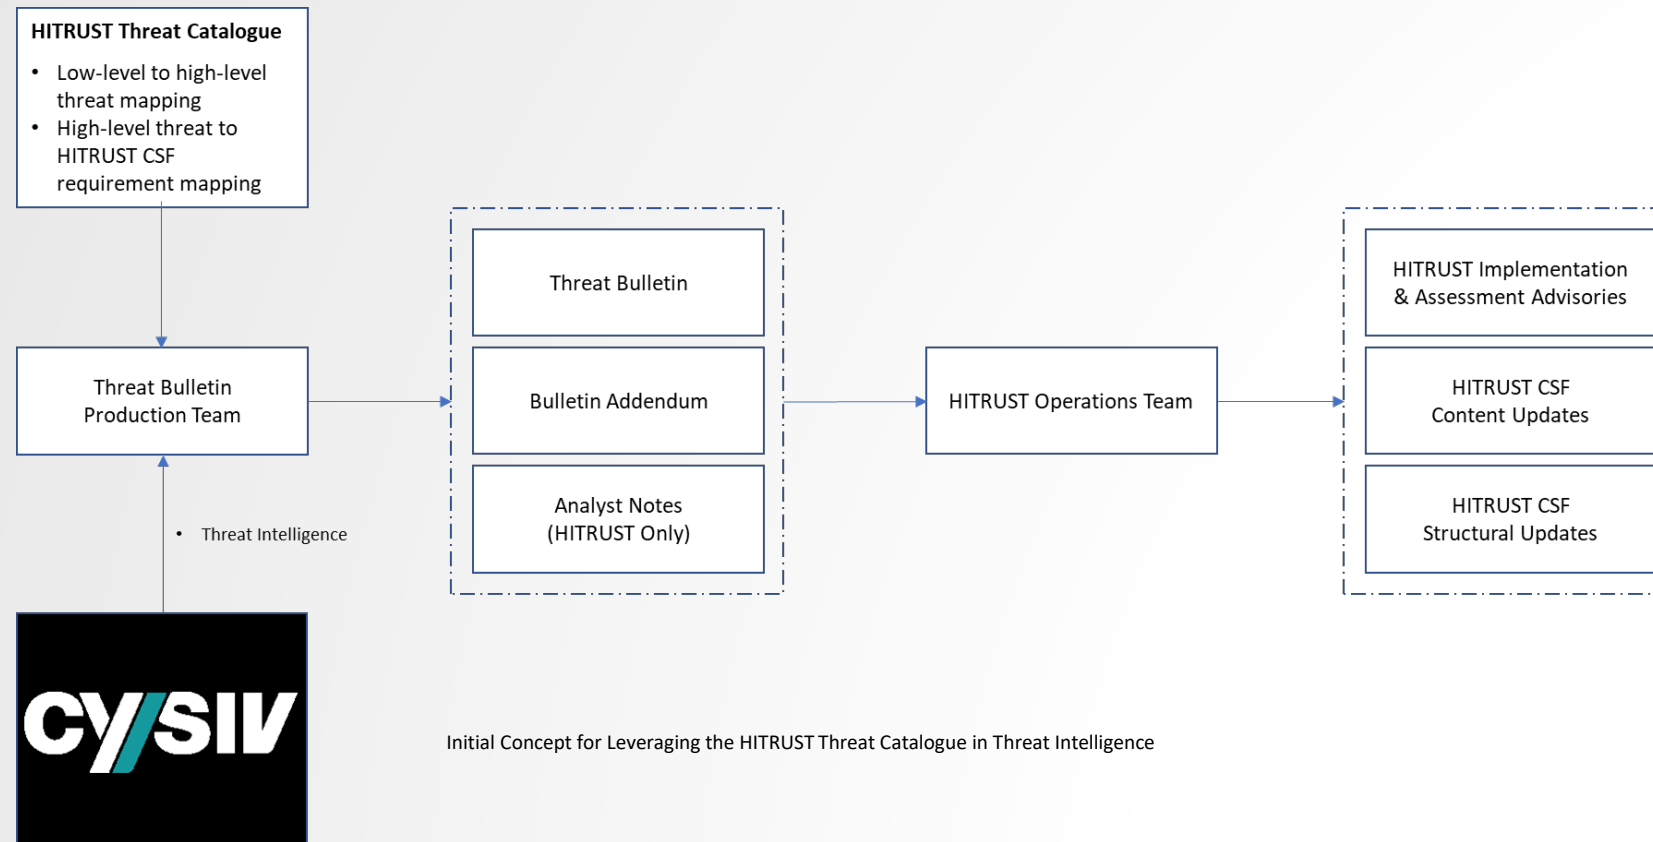 HITRUST Threat Catalogue
• Low-level to high-level
threat mapping
• High-level threat to
HITRUST CSF
requirement mapping
Threat Bulletin
Production Team
• Threat Intelligence
CYSIV
Threat Bulletin
Bulletin Addendum
Analyst Notes
(HITRUST Only)
HITRUST Operations Team
HITRUST Implementation
& Assessment Advisories
HITRUST CSF
Content Updates
HITRUST CSF
Structural Updates
Initial Concept for Leveraging the HITRUST Threat Catalogue in Threat Intelligence